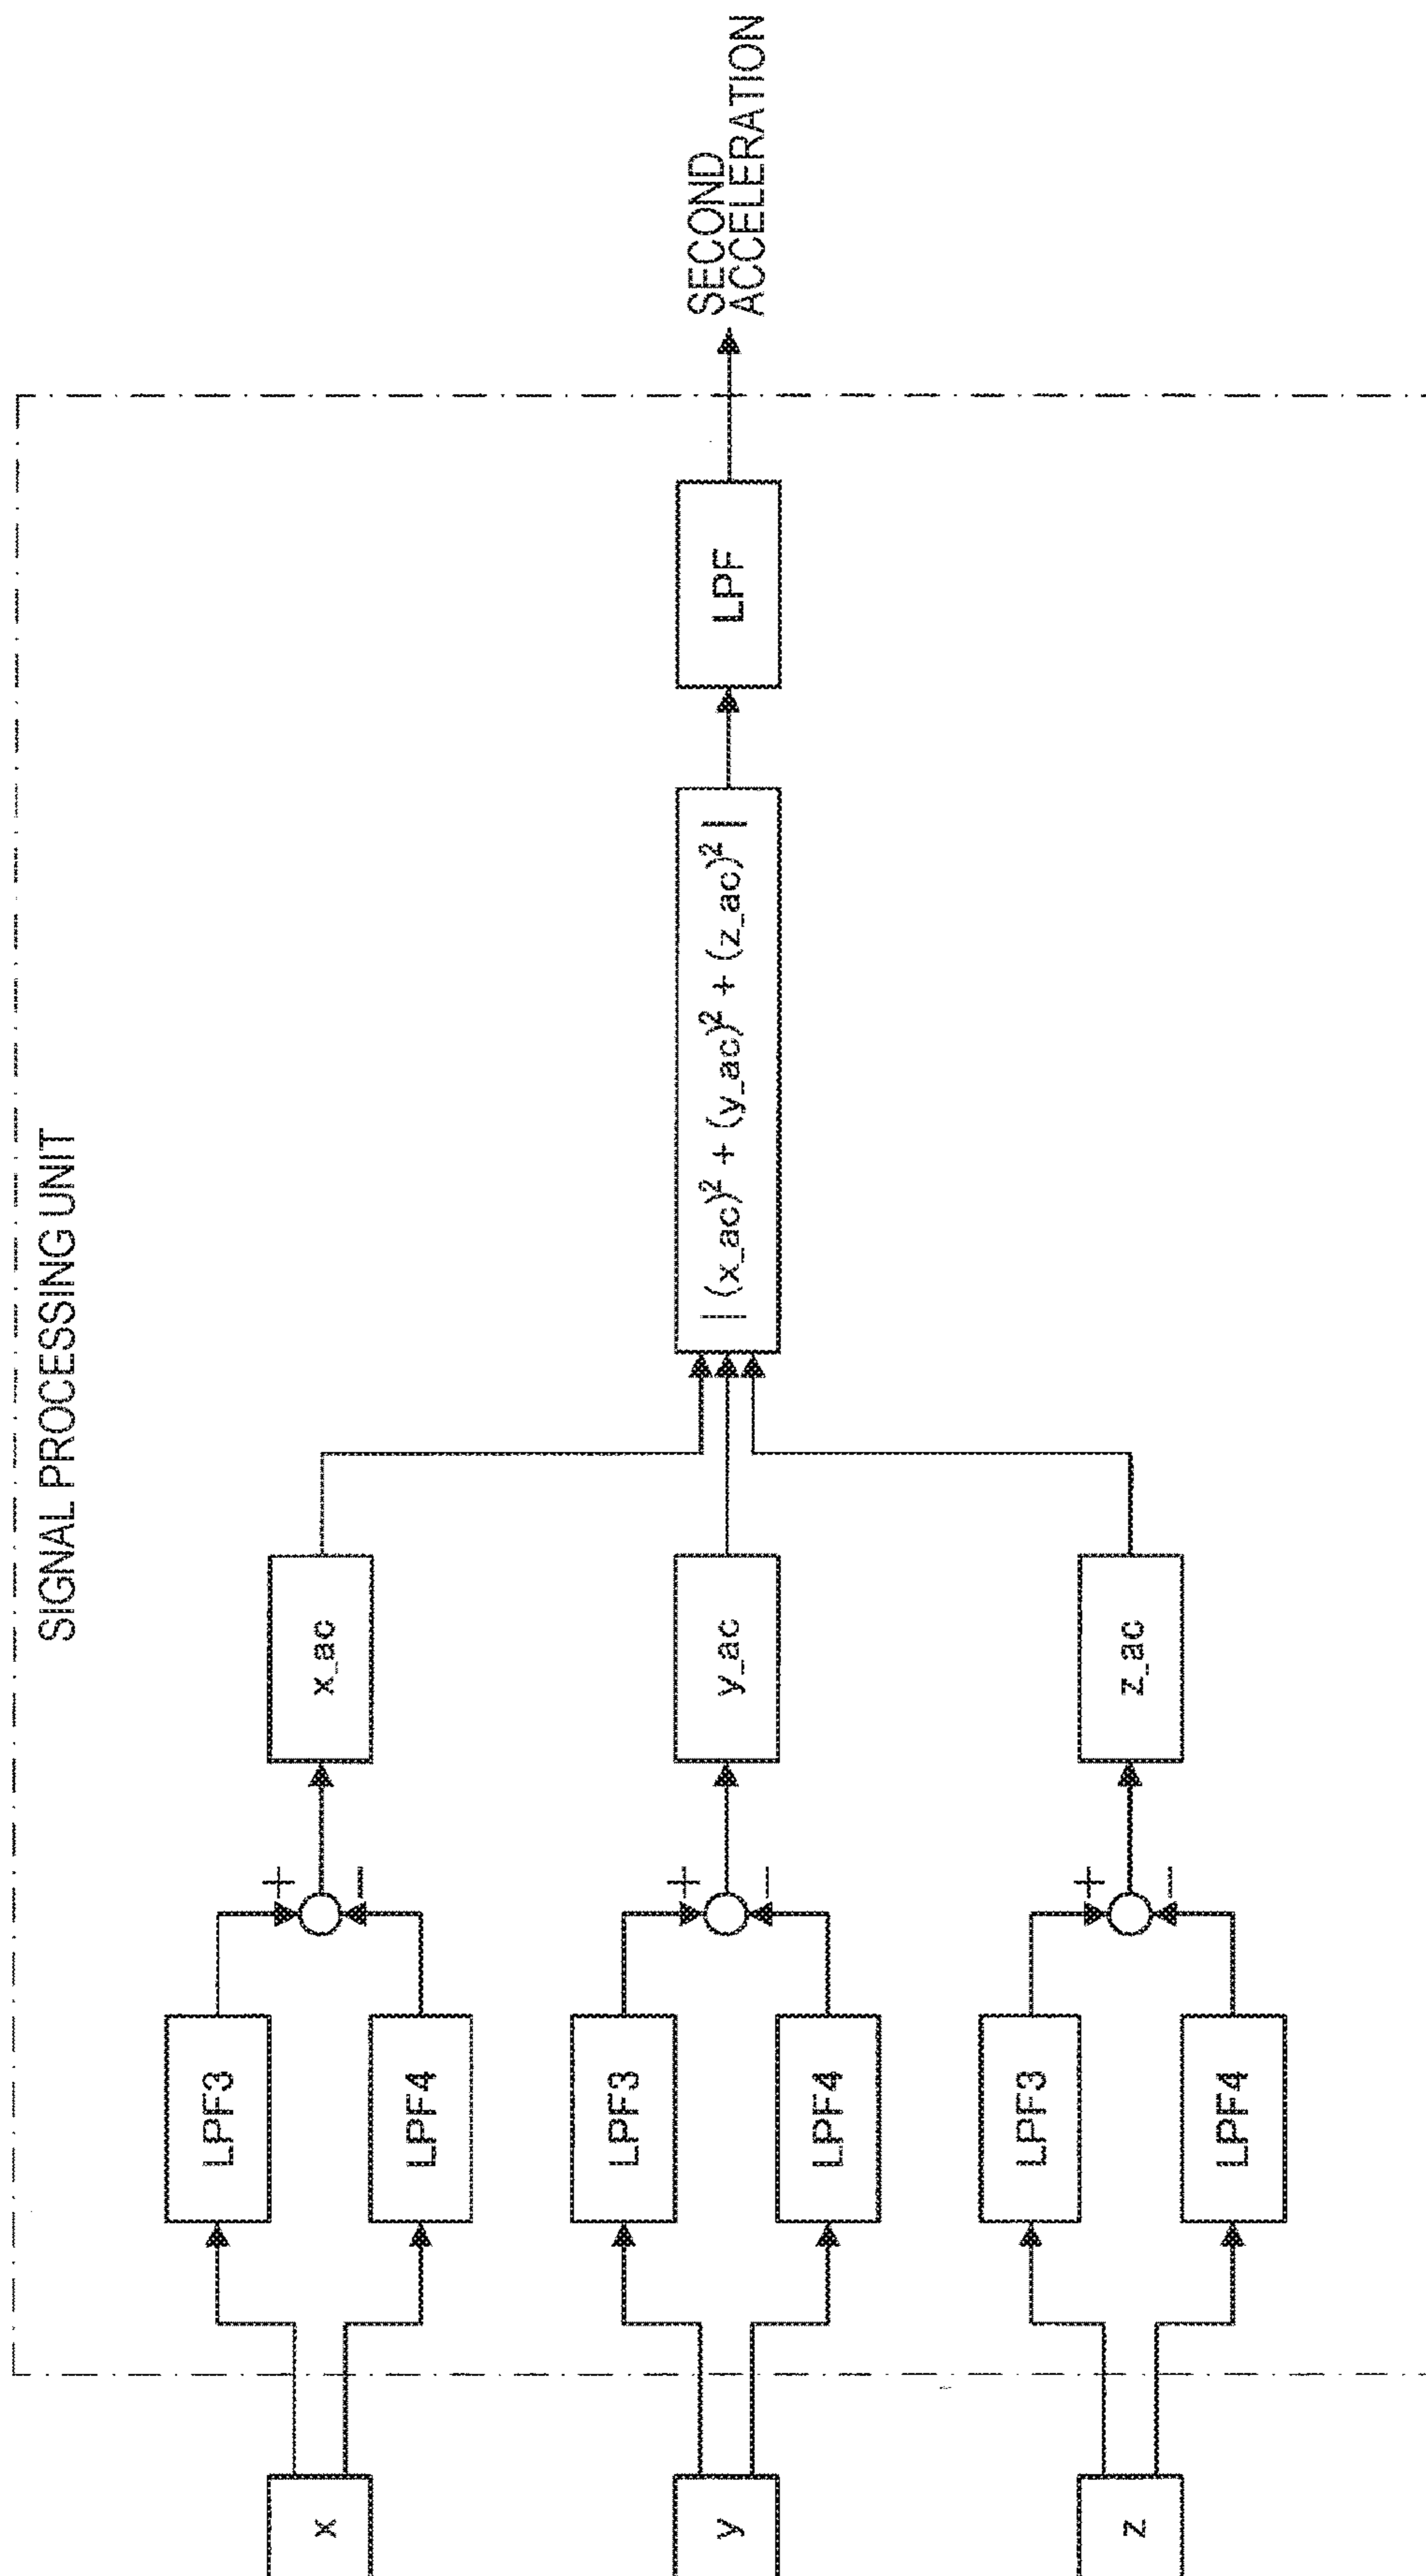 SIGNAL PROCESSING UNIT
x
LPF3
LPF4
+
−
x_ac
y
LPF3
LPF4
+
−
y_ac
z
LPF3
LPF4
+
−
z_ac
| (x_ac)² + (y_ac)² + (z_ac)² |
LPF
SECOND
ACCELERATION